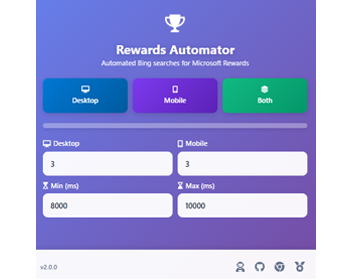 Rewards Automator
Automated Bing searches for Microsoft Rewards
Desktop Mobile Both
Desktop Mobile
3 3
Min (ms) Max (ms)
8000 10000
v2.0.0